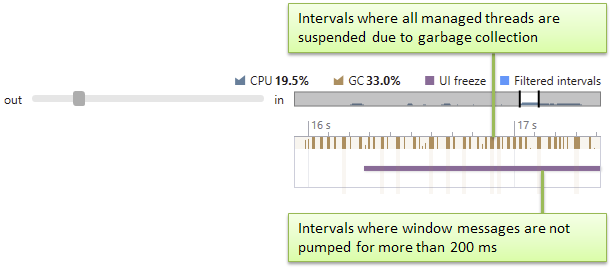 Intervals where all managed threads are
suspended due to garbage collection
CPU 19.5% GC 33.0% UI freeze Filtered intervals
out in
16 s 17 s
Intervals where window messages are not
pumped for more than 200 ms